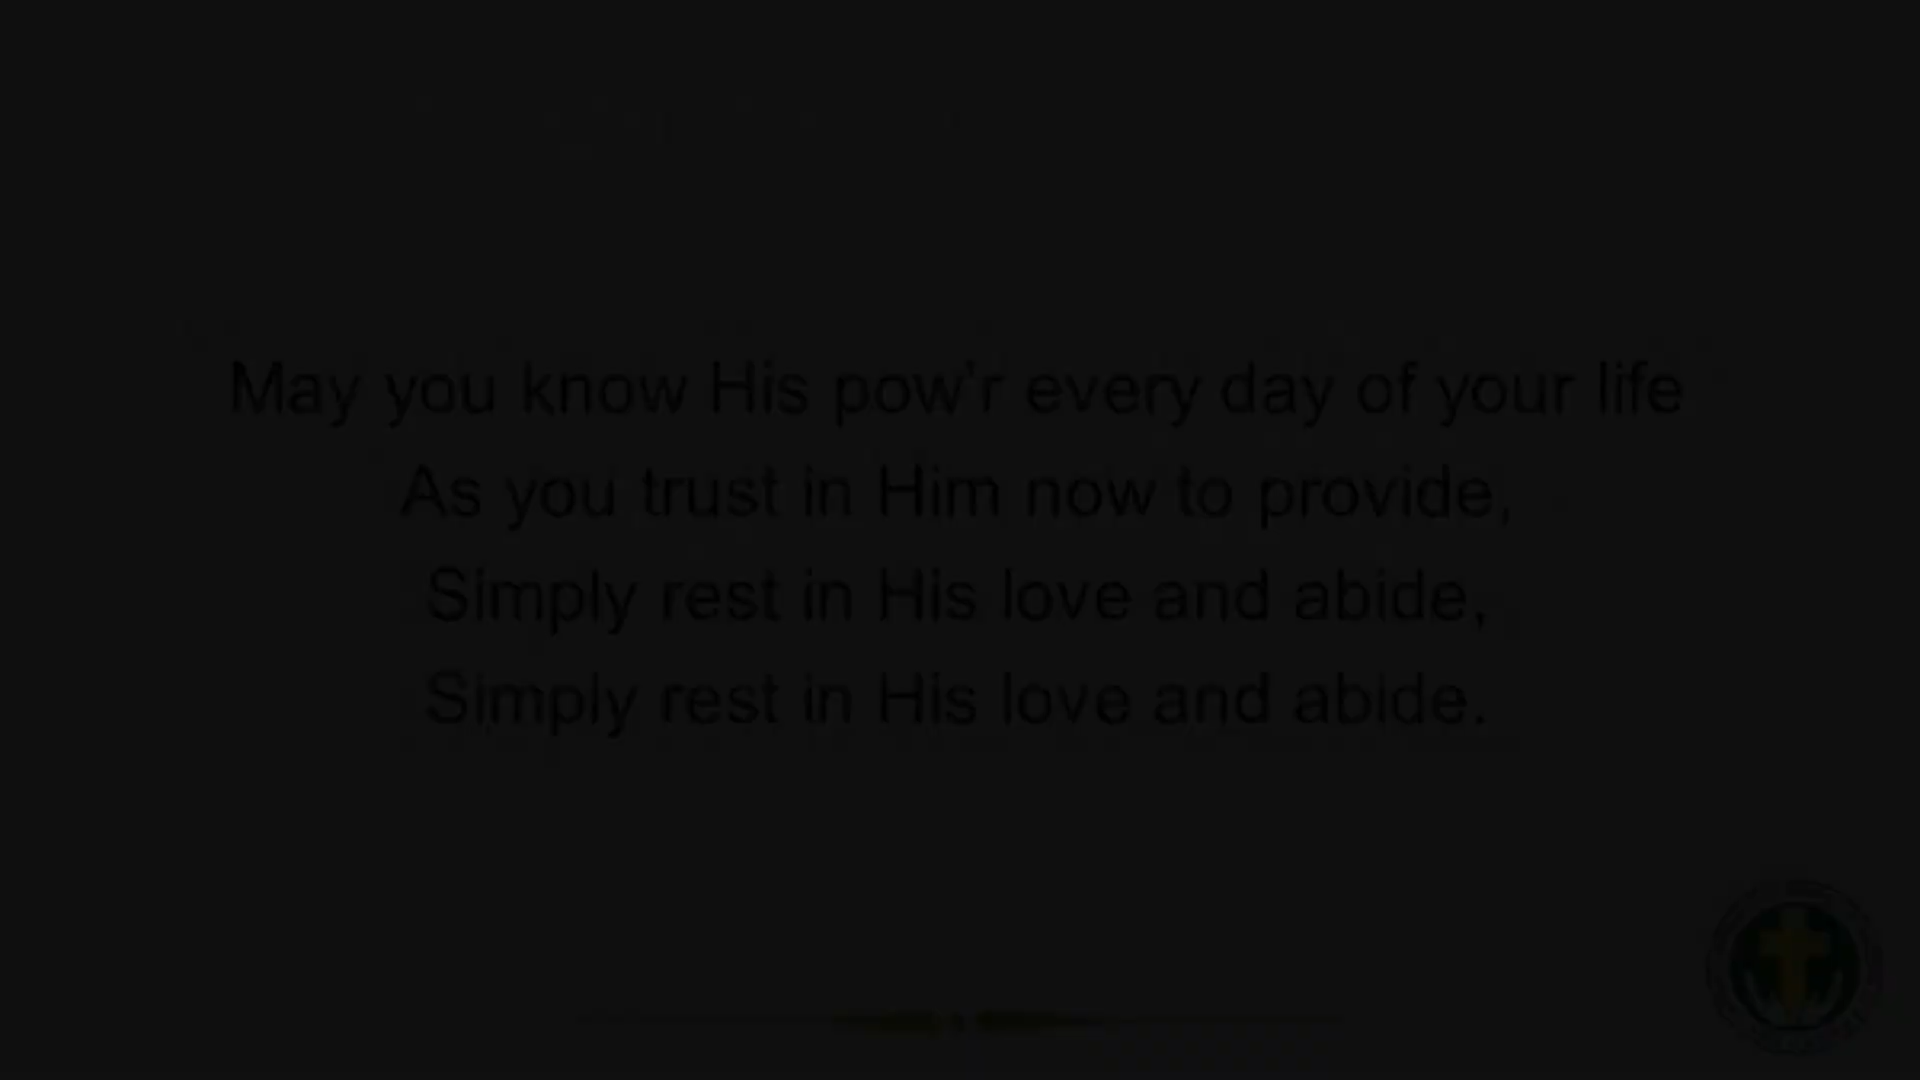 May you know His pow'r every day of your life
As you trust in Him now to provide,
Simply rest in His love and abide,
Simply rest in His love and abide.